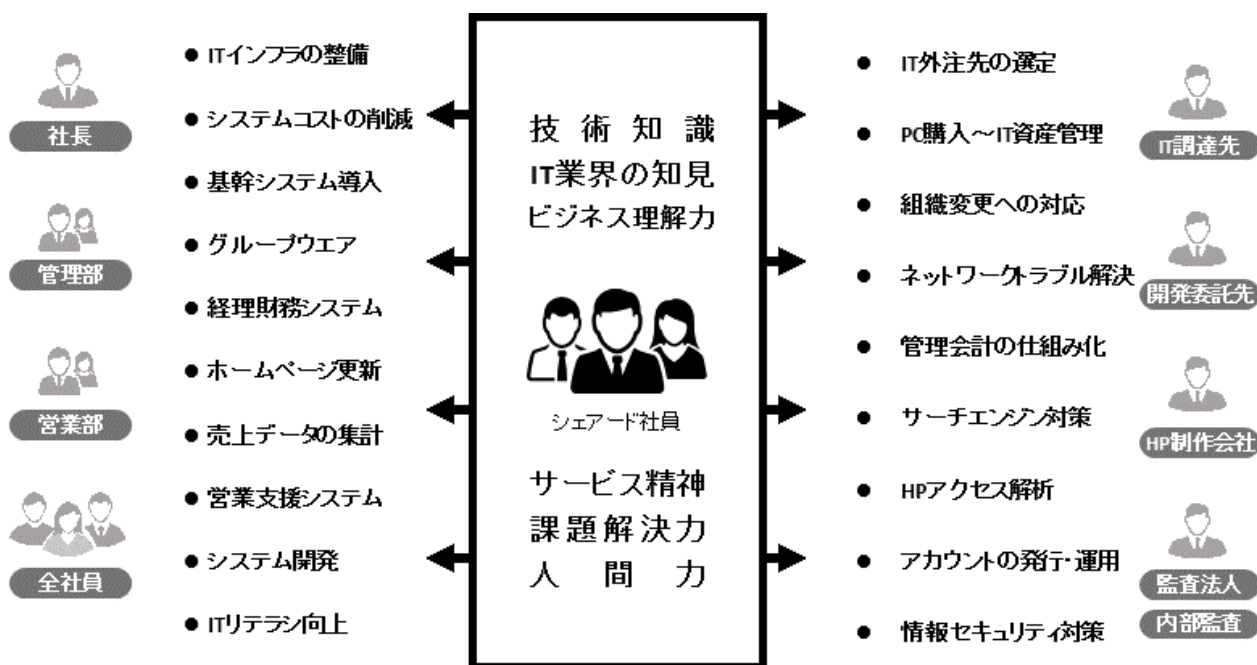 社長
管理部
営業部
全社員
● ITインフラの整備
● システムコストの削減
● 基幹システム導入
● グループウエア
● 経理財務システム
● ホームページ更新
● 売上データの集計
● 営業支援システム
● システム開発
● ITリテラシ向上
技術知識
IT業界の知見
ビジネス理解力
シェアード社員
サービス精神
課題解決力
人間力
● IT外注先の選定
● PC購入～IT資産管理
● 組織変更への対応
● ネットワークトラブル解決
● 管理会計の仕組み化
● サーチエンジン対策
● HPアクセス解析
● アカウントの発行・運用
● 情報セキュリティ対策
IT調達先
開発委託先
HP制作会社
監査法人
内部監査